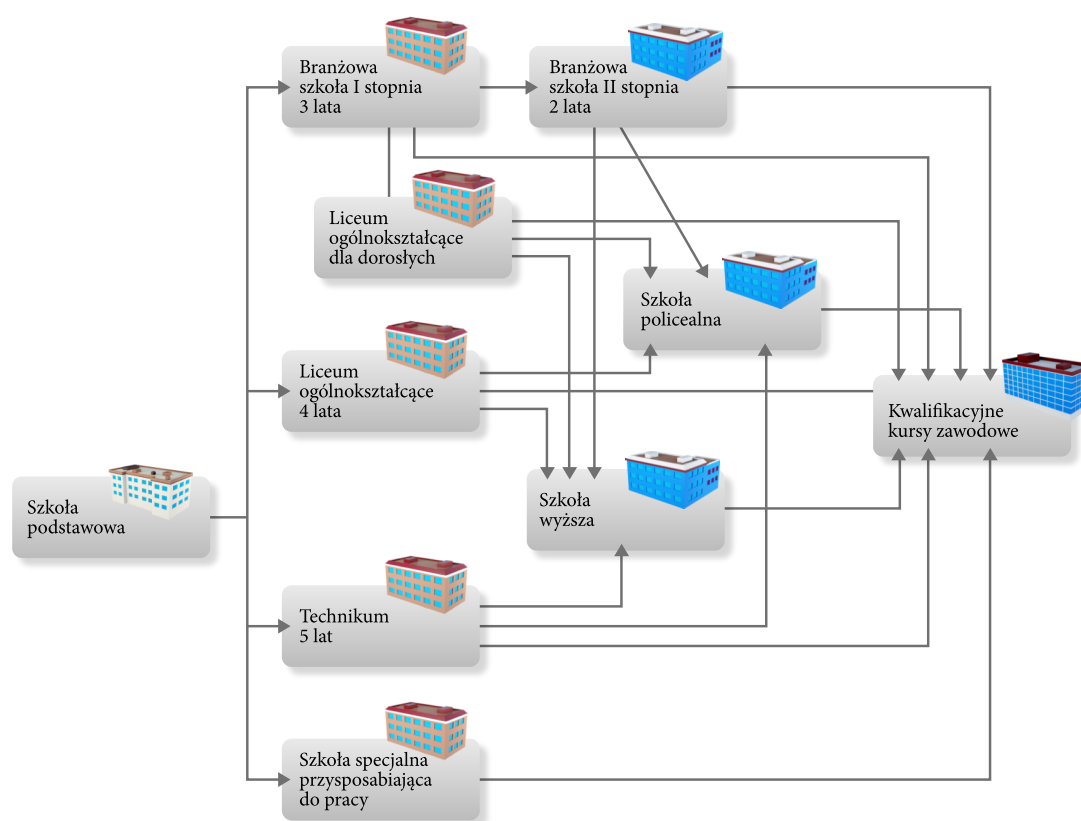 Branżowa
szkoła I stopnia
3 lata
Branżowa
szkoła II stopnia
2 lata
Liceum
ogólnokształcące
dla dorosłych
Szkoła
policealna
Liceum
ogólnokształcące
4 lata
Kwalifikacyjne
kursy zawodowe
Szkoła
podstawowa
Szkoła
wyższa
Technikum
5 lat
Szkoła specjalna
przysposabiająca
do pracy